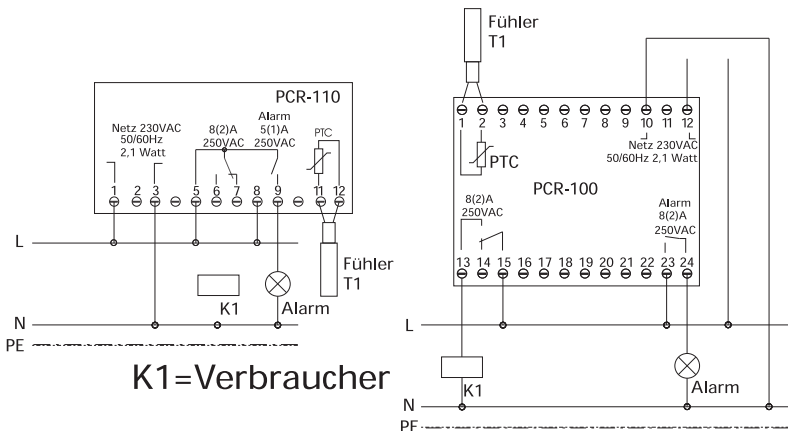 PCR-110
Netz 230VAC
50/60Hz
2,1 Watt
8(2)A
250VAC
Alarm
5(1)A
250VAC
PTC
1 2 3 5 6 7 8 9 11 12
L
K1
Alarm
Fühler
T1
N
PE
K1=Verbraucher
Fühler
T1
1 2 3 4 5 6 7 8 9 10 11 12
PTC
Netz 230VAC
50/60Hz 2,1 Watt
PCR-100
8(2)A
250VAC
Alarm
8(2)A
250VAC
13 14 15 16 17 18 19 20 21 22 23 24
L
K1
Alarm
N
PE